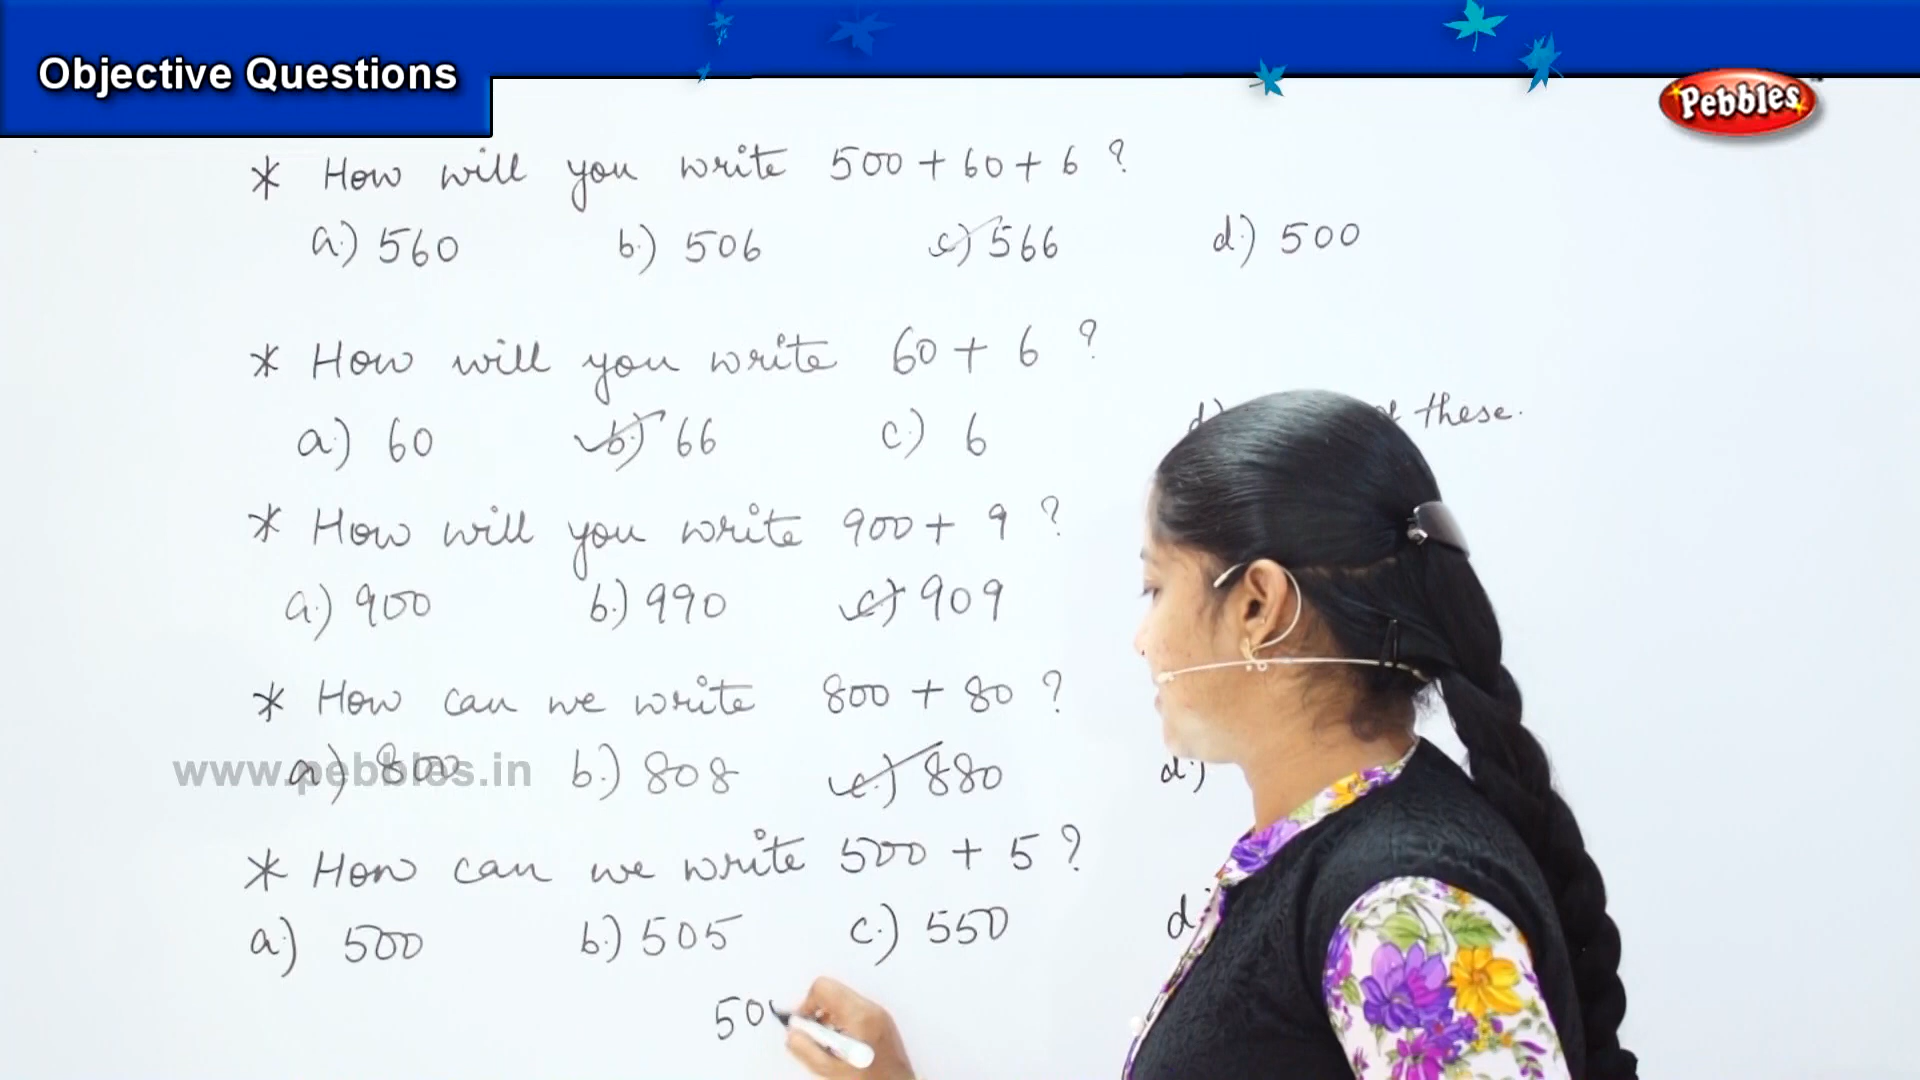 Objective Questions
Pebbles
* How will you write 500 + 60 + 6 ?
a.) 560 b.) 506 c.) 566 d.) 500
* How will you write 60 + 6 ?
a.) 60 b.) 66 c.) 6 d.) these.
* How will you write 900 + 9 ?
a.) 900 b.) 990 c.) 909
* How can we write 800 + 80 ?
a.) 800 b.) 808 c.) 880 d.)
www.pebbles.in
* How can we write 500 + 5 ?
a.) 500 b.) 505 c.) 550 d
50